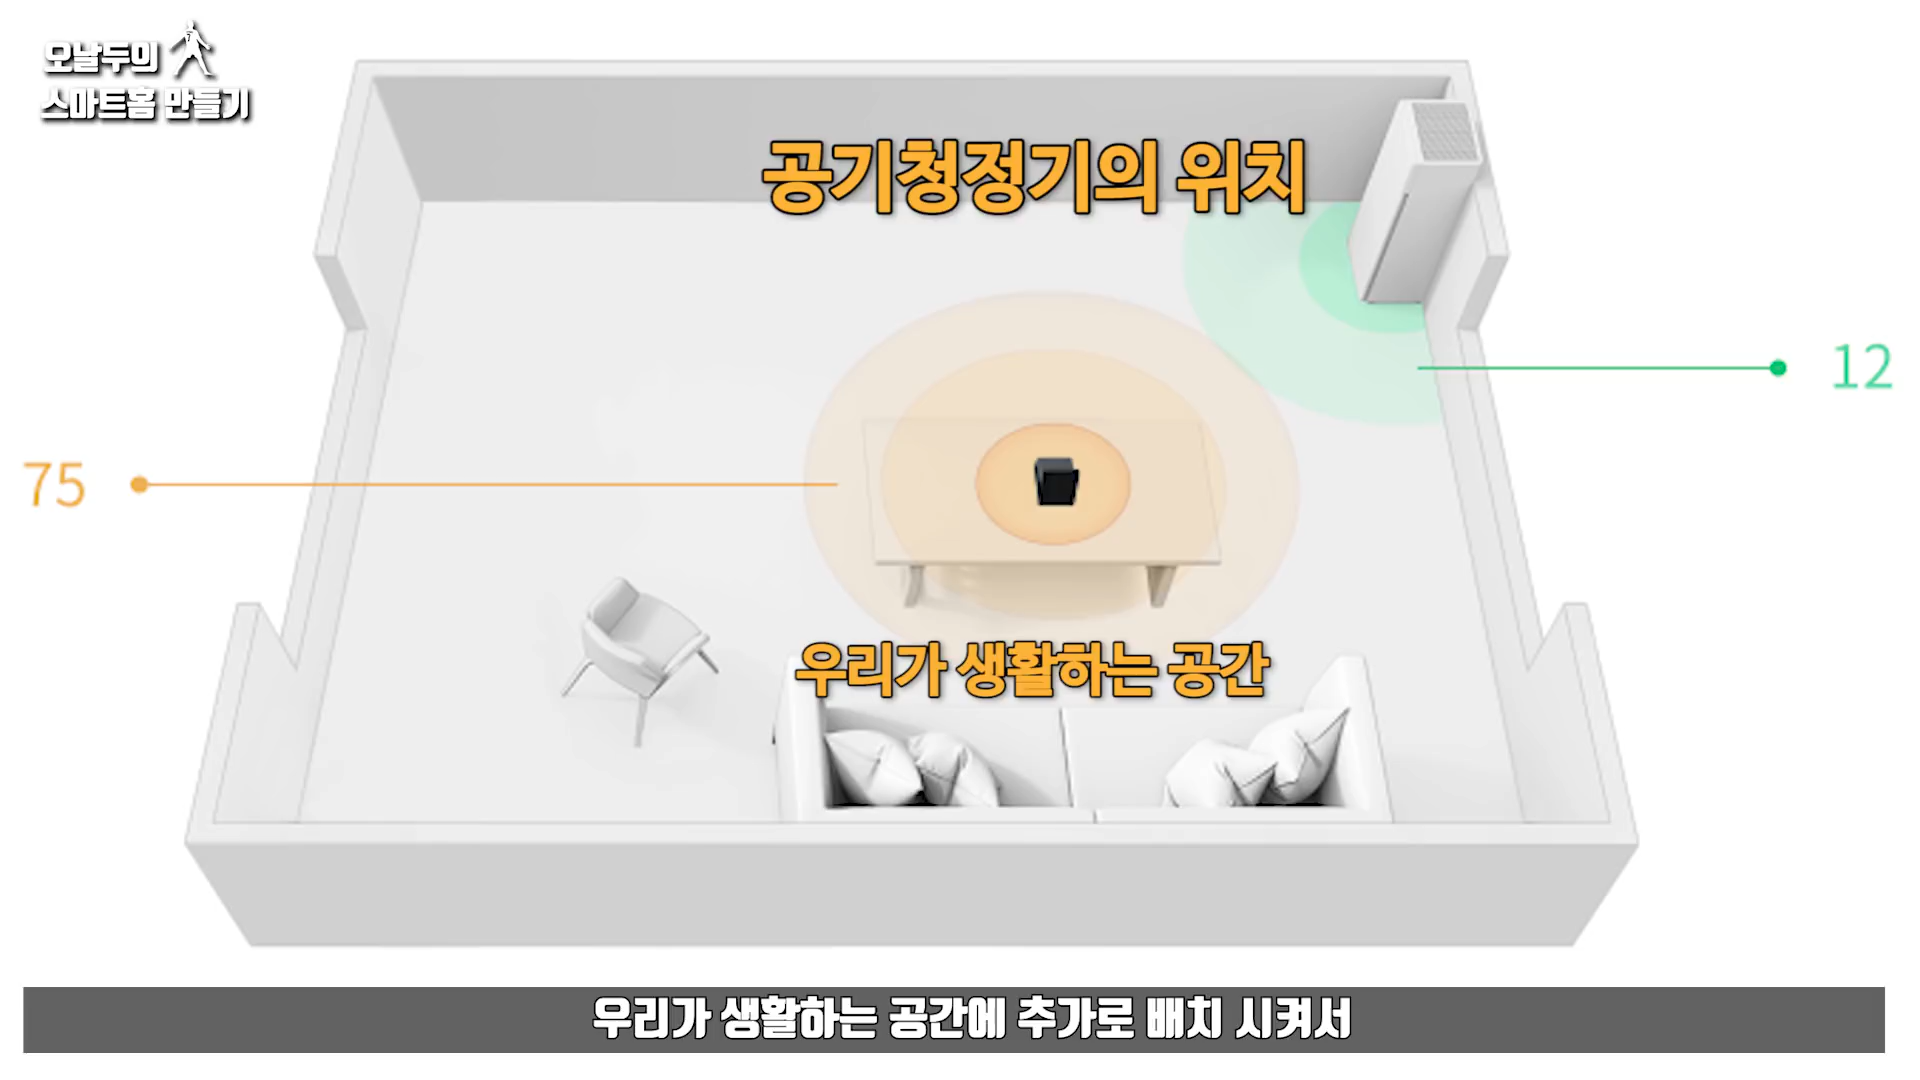 오날두의
스마트홈 만들기
공기청정기의 위치
12
75
우리가 생활하는 공간
우리가 생활하는 공간에 추가로 배치 시켜서